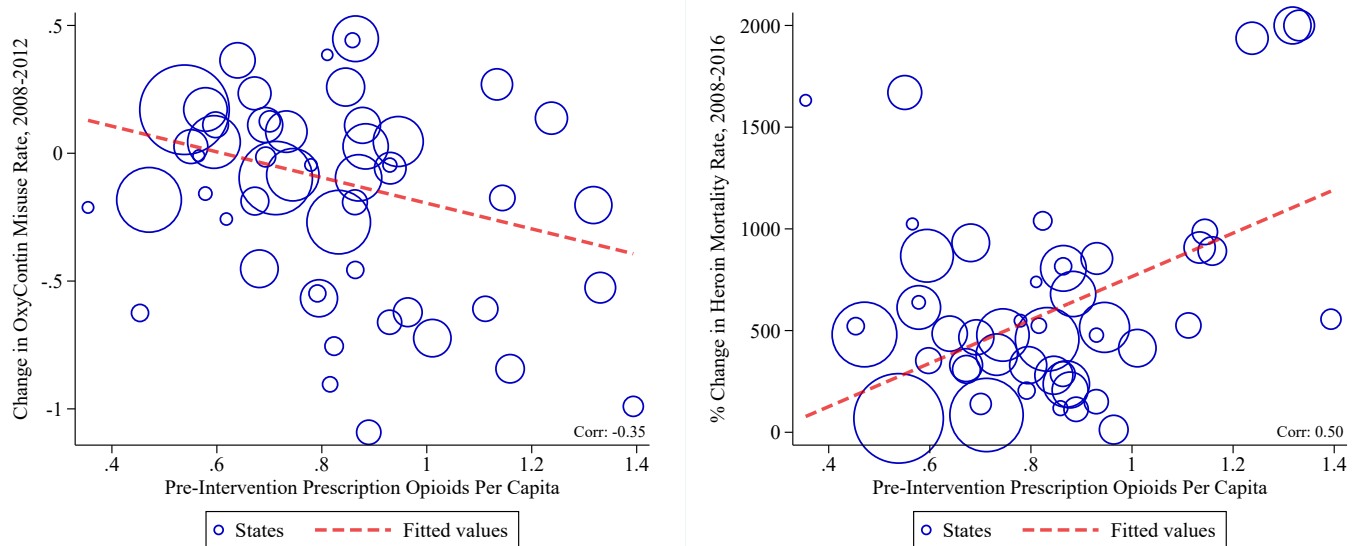 Change in OxyContin Misuse Rate, 2008-2012
.5
0
-.5
-1
Corr: -0.35
.4 .6 .8 1 1.2 1.4
Pre-Intervention Prescription Opioids Per Capita
States Fitted values
% Change in Heroin Mortality Rate, 2008-2016
2000
1500
1000
500
0
Corr: 0.50
.4 .6 .8 1 1.2 1.4
Pre-Intervention Prescription Opioids Per Capita
States Fitted values